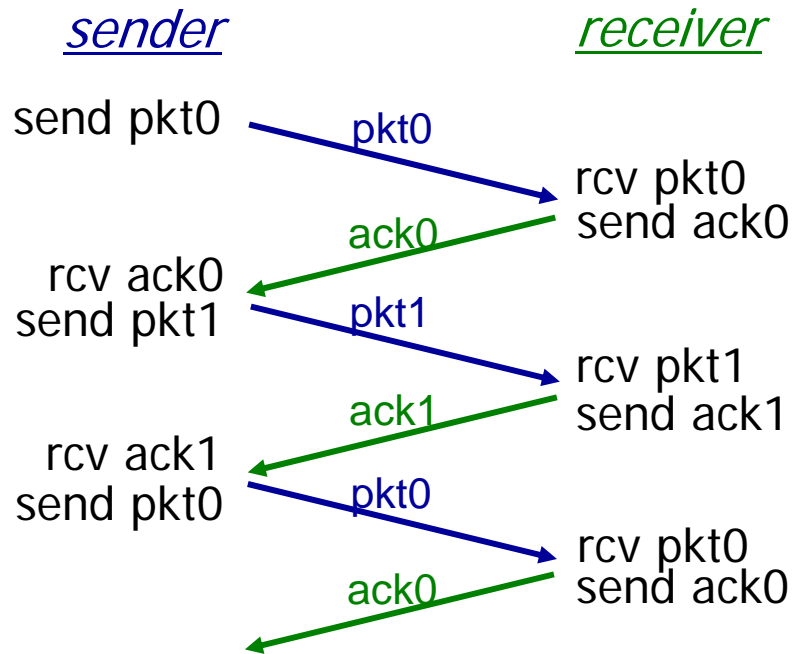 sender
receiver
send pkt0
pkt0
rcv pkt0
send ack0
ack0
rcv ack0
send pkt1
pkt1
rcv pkt1
send ack1
ack1
rcv ack1
send pkt0
pkt0
rcv pkt0
send ack0
ack0